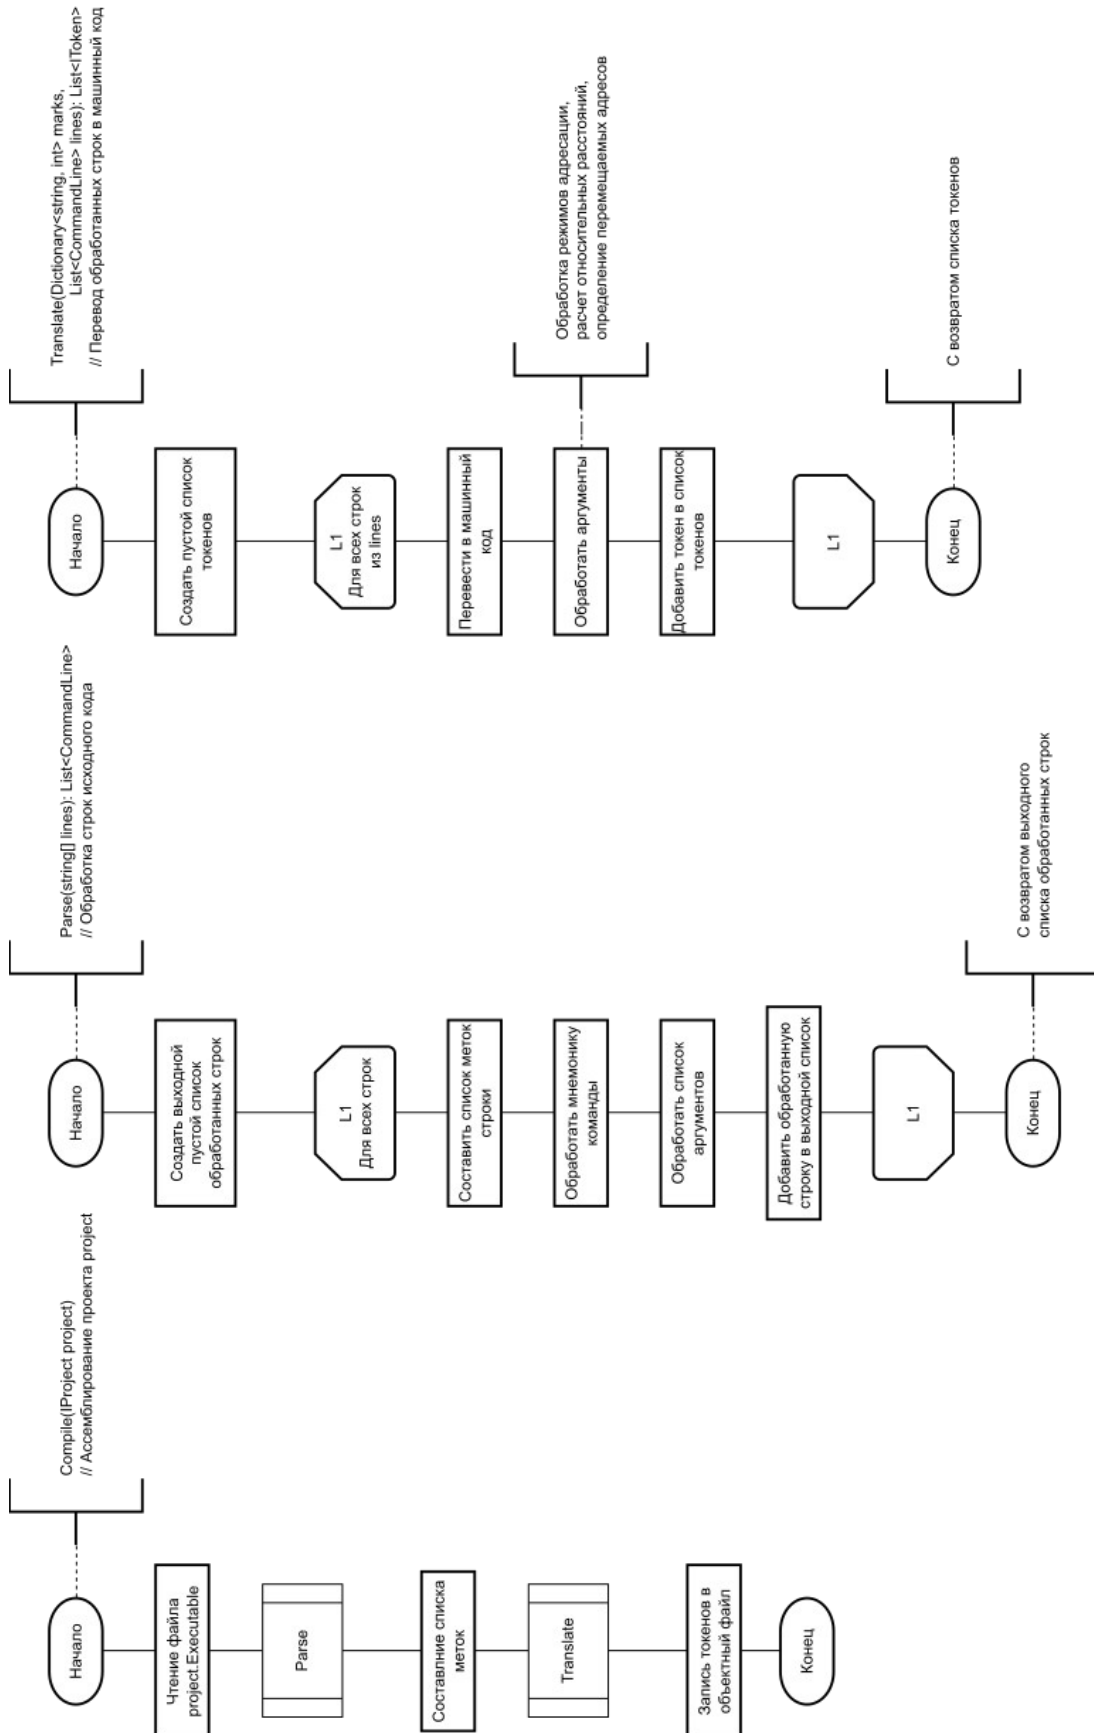 Compile(IProject project)
// Ассемблирование проекта project
Начало
Чтение файла
project.Executable
Parse
Составлние списка
меток
Translate
Запись токенов в
объектный файл
Конец
Parse(string[] lines): List<CommandLine>
// Обработка строк исходного кода
Начало
Создать выходной
пустой список
обработанных строк
L1
Для всех строк
Составить список меток
строки
Обработать мнемонику
команды
Обработать список
аргументов
Добавить обработанную
строку в выходной список
L1
Конец
С возвратом выходного
списка обработанных строк
Translate(Dictionary<string, int> marks,
List<CommandLine> lines): List<IToken>
// Перевод обработанных строк в машинный код
Начало
Создать пустой список
токенов
L1
Для всех строк
из lines
Перевести в машинный
код
Обработать аргументы
Обработка режимов адресации,
расчет относительных расстояний,
определение перемещаемых адресов
Добавить токен в список
токенов
L1
Конец
С возвратом списка токенов